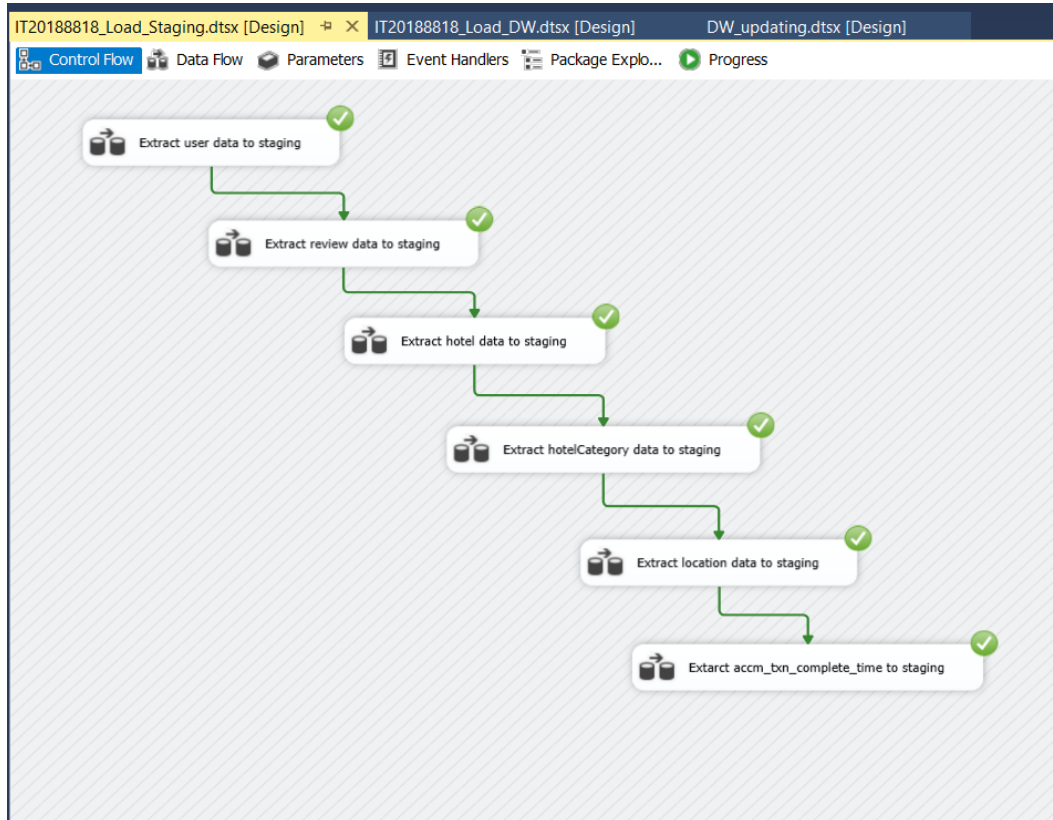 IT20188818_Load_Staging.dtsx [Design] IT20188818_Load_DW.dtsx [Design] DW_updating.dtsx [Design]
Control Flow Data Flow Parameters Event Handlers Package Explo... Progress
Extract user data to staging
Extract review data to staging
Extract hotel data to staging
Extract hotelCategory data to staging
Extract location data to staging
Extarct accm_txn_complete_time to staging